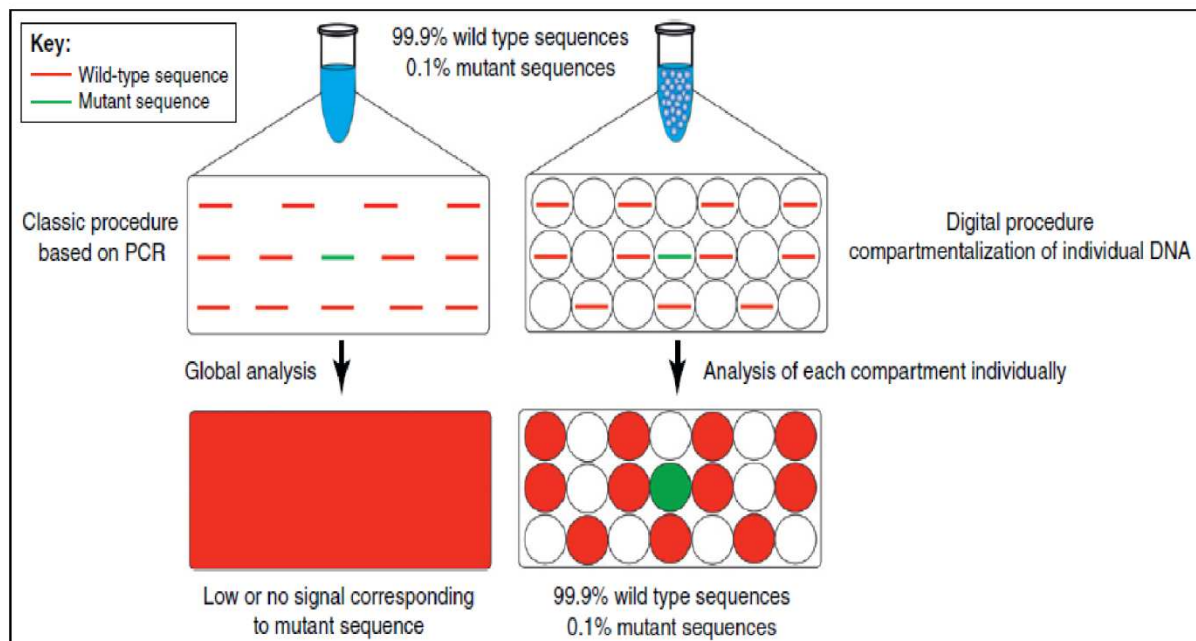 Key:
Wild-type sequence
Mutant sequence
99.9% wild type sequences
0.1% mutant sequences
Classic procedure
based on PCR
Digital procedure
compartmentalization of individual DNA
Global analysis
Analysis of each compartment individually
Low or no signal corresponding
to mutant sequence
99.9% wild type sequences
0.1% mutant sequences